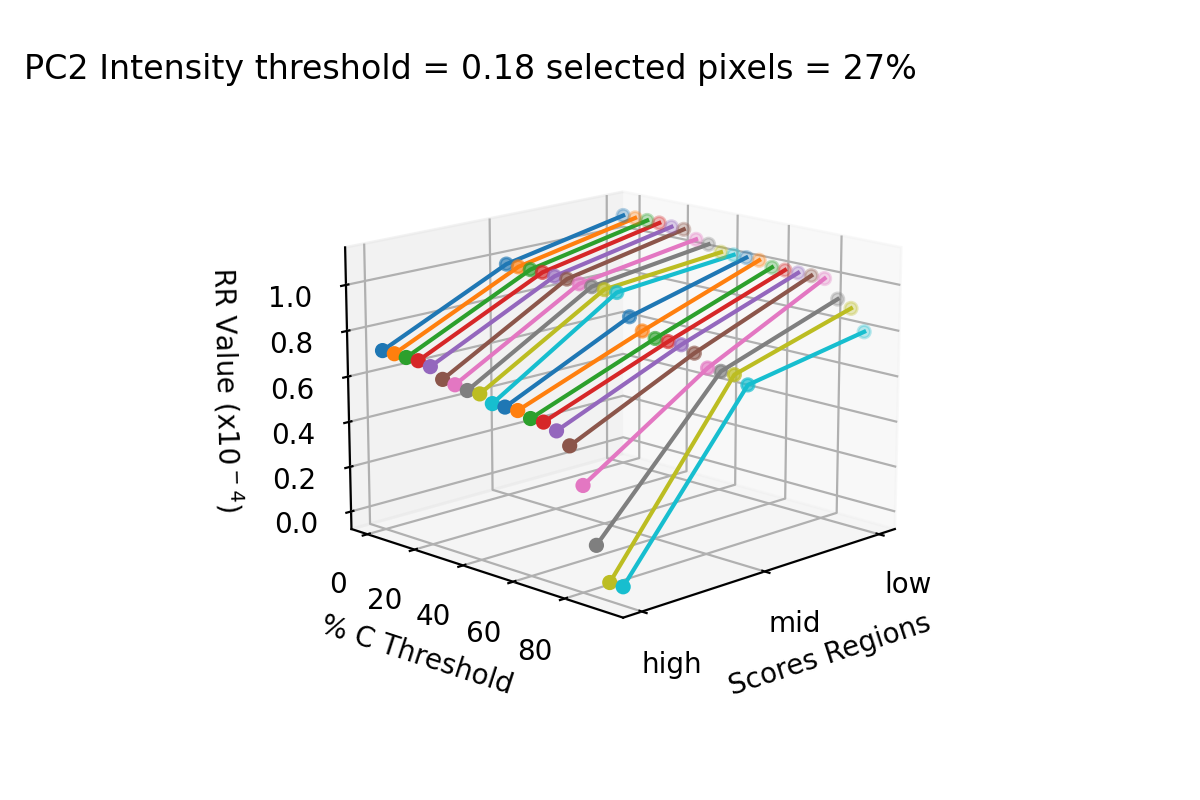 PC2 Intensity threshold = 0.18 selected pixels = 27%
RR Value (x10⁻⁴)
1.0
0.8
0.6
0.4
0.2
0.0
0
20
40
60
80
% C Threshold
high
mid
low
Scores Regions